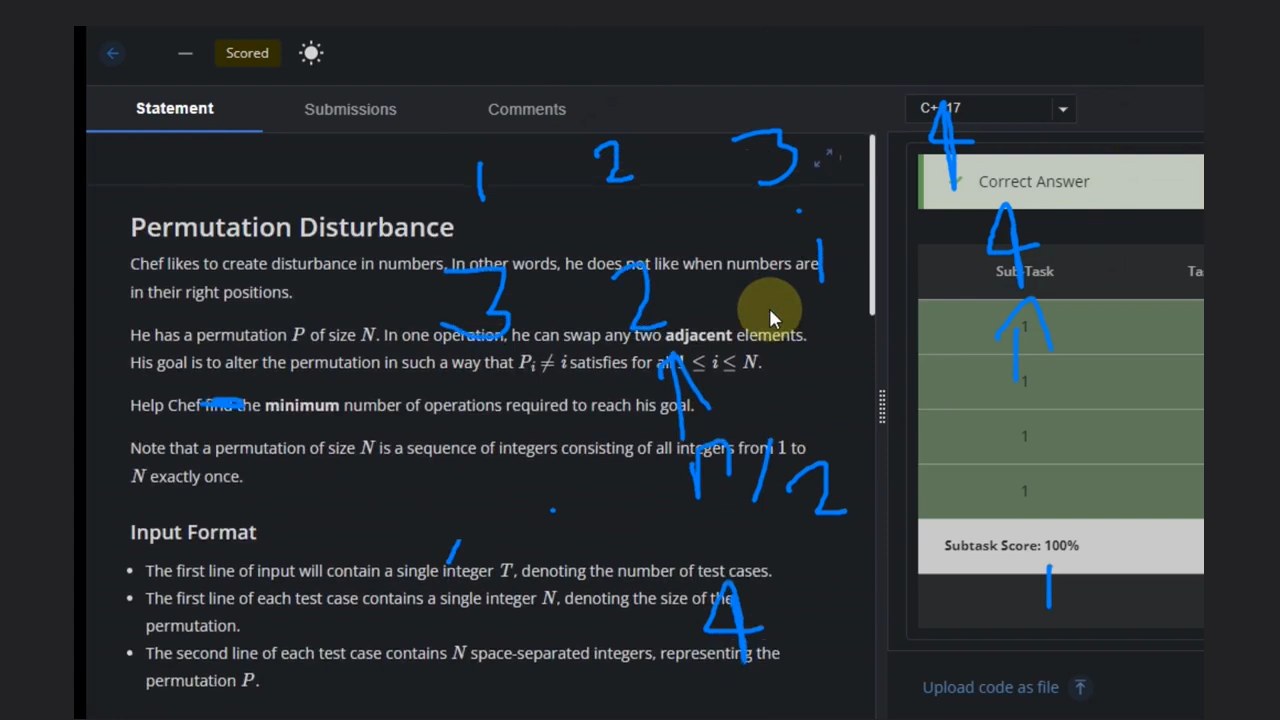 Scored
Statement Submissions Comments
C++17
4
1 2 3
Correct Answer
4
Permutation Disturbance
Chef likes to create disturbance in numbers. In other words, he does not like when numbers are
in their right positions.
Sub-Task
Ta
3 2 1
He has a permutation P of size N. In one operation, he can swap any two adjacent elements.
His goal is to alter the permutation in such a way that P_i ≠ i satisfies for all 1 ≤ i ≤ N.
Help Chef find the minimum number of operations required to reach his goal.
Note that a permutation of size N is a sequence of integers consisting of all integers from 1 to
N exactly once.
n/2
1
1
1
1
Input Format
Subtask Score: 100%
The first line of input will contain a single integer T, denoting the number of test cases.
The first line of each test case contains a single integer N, denoting the size of the
permutation.
4
1
The second line of each test case contains N space-separated integers, representing the
permutation P.
Upload code as file